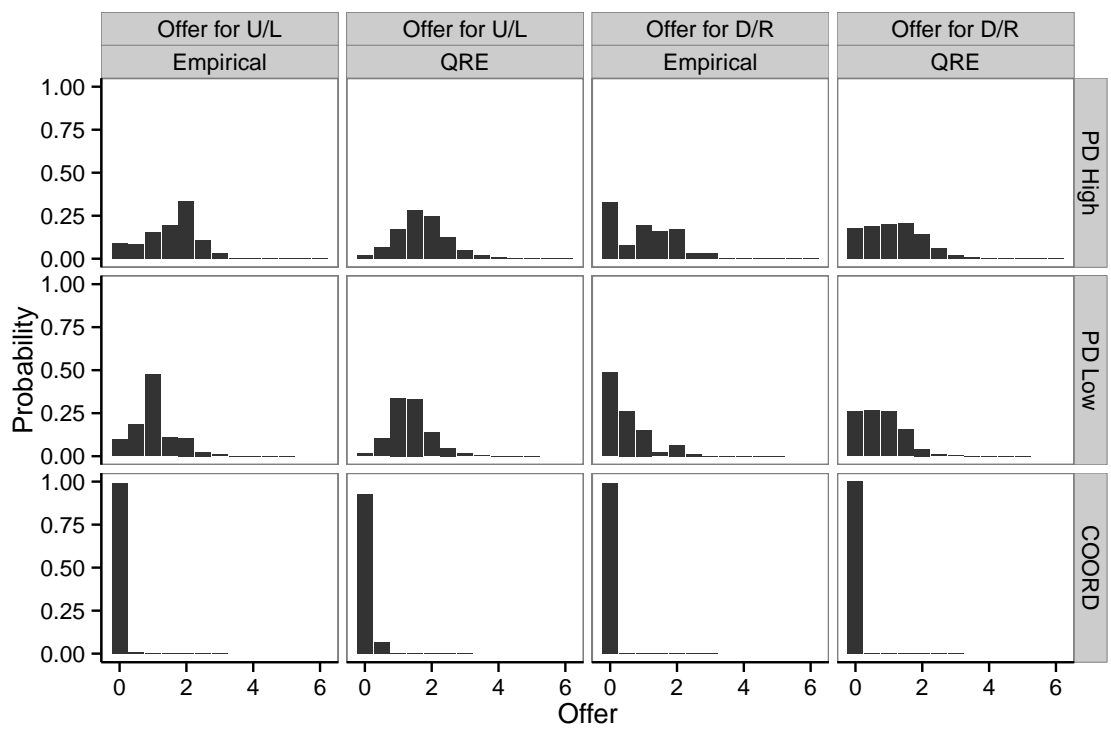 Offer for U/L Offer for U/L Offer for D/R Offer for D/R
Empirical QRE Empirical QRE
1.00
0.75
0.50
0.25
0.00
PD High
1.00
0.75
0.50
0.25
0.00
PD Low
1.00
0.75
0.50
0.25
0.00
COORD
Probability
0 2 4 6 0 2 4 6 0 2 4 6 0 2 4 6
Offer